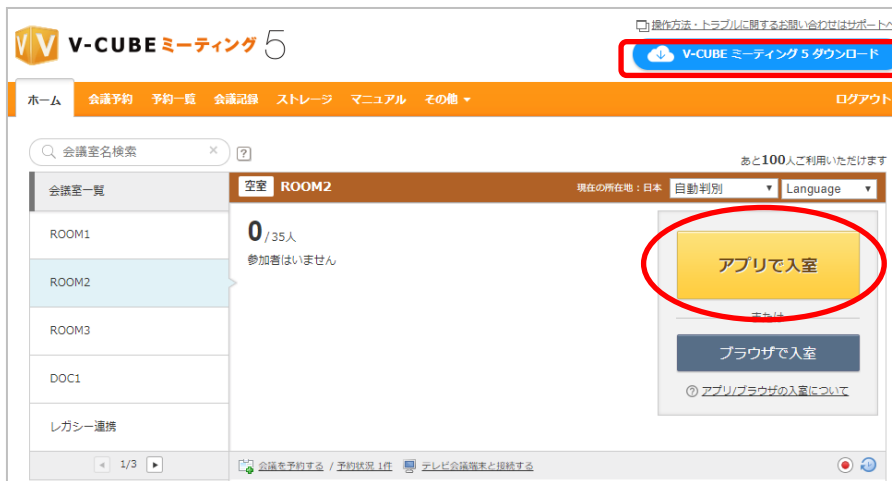 操作方法・トラブルに関するお問い合わせはサポートへ
V-CUBE ミーティング 5
V-CUBE ミーティング 5 ダウンロード
ホーム 会議予約 予約一覧 会議記録 ストレージ マニュアル その他 ログアウト
会議室名検索 × ?
あと100人ご利用いただけます
会議室一覧
空室 ROOM2 現在の所在地：日本 自動判別 Language
ROOM1
ROOM2
ROOM3
DOC1
レガシー連携
1/3
0/35人
参加者はいません
アプリで入室
または
ブラウザで入室
? アプリ/ブラウザの入室について
会議を予約する / 予約状況 1件 テレビ会議端末と接続する